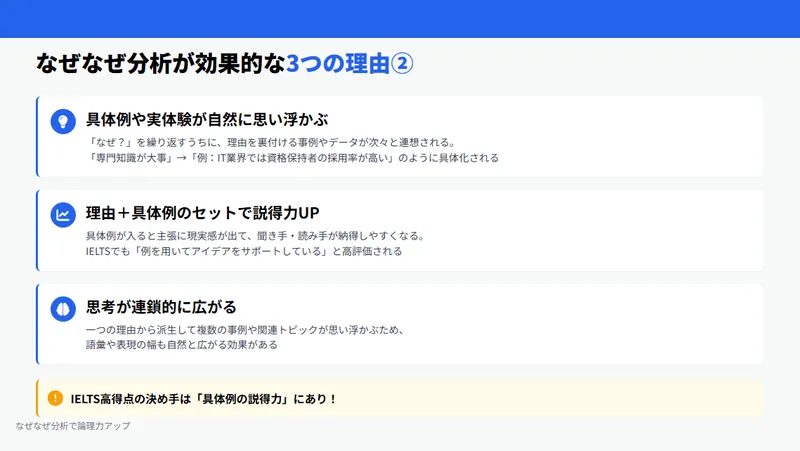 なぜなぜ分析が効果的な3つの理由②
具体例や実体験が自然に思い浮かぶ
「なぜ？」を繰り返すうちに、理由を裏付ける事例やデータが次々と連想される。
「専門知識が大事」→「例：IT業界では資格保持者の採用率が高い」のように具体化される
理由＋具体例のセットで説得力UP
具体例が入ると主張に現実感が出て、聞き手・読み手が納得しやすくなる。
IELTSでも「例を用いてアイデアをサポートしている」と高評価される
思考が連鎖的に広がる
一つの理由から派生して複数の事例や関連トピックが思い浮かぶため、
語彙や表現の幅も自然と広がる効果がある
IELTS高得点の決め手は「具体例の説得力」にあり！
なぜなぜ分析で論理力アップ